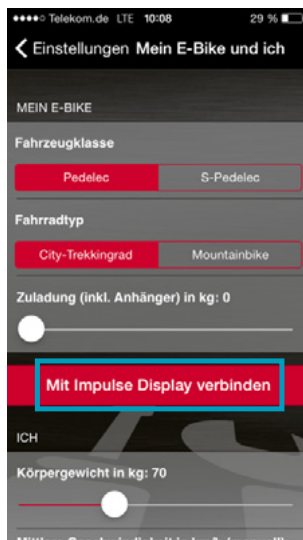 Telekom.de LTE 10:08 29 %
Einstellungen Mein E-Bike und ich
MEIN E-BIKE
Fahrzeugklasse
Pedelec S-Pedelec
Fahrradtyp
City-Trekkingrad Mountainbike
Zuladung (inkl. Anhänger) in kg: 0
Mit Impulse Display verbinden
ICH
Körpergewicht in kg: 70